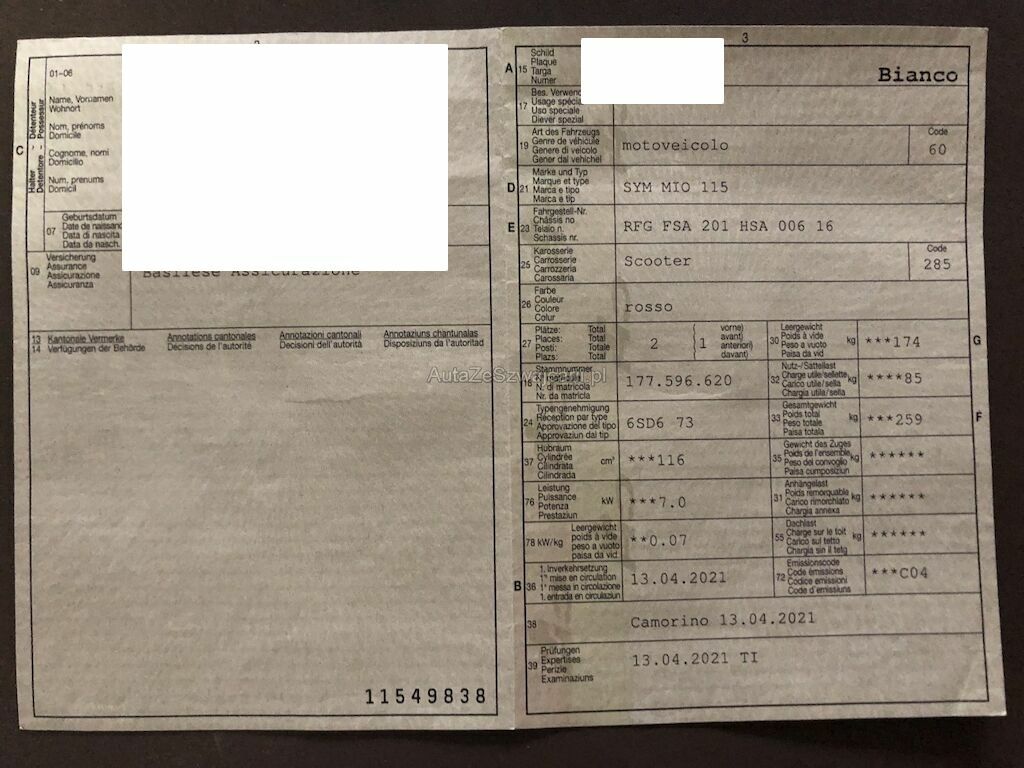 2
01-06
Halter - Détenteur
Detentore - Possessur
C
Name, Vornamen
Wohnort
Nom, prénoms
Domicile
Cognome, nomi
Domicilio
Num, prenums
Domicil
07
Geburtsdatum
Date de naissanc
Data di nascita
Data da nasch.
09
Versicherung
Assurance
Assicurazione
Assicuranza
Basilese Assicurazione
13 Kantonale Vermerke Annotations cantonales Annotazioni cantonali Annotaziuns chantunalas
14 Verfügungen der Behörde Décisions de l'autorité Decisioni dell'autorità Disposiziuns da l'autoritad
11549838
3
A 15
Schild
Plaque
Targa
Numer
Bianco
17
Bes. Verwend
Usage spécia
Uso speciale
Diever spezial
19
Art des Fahrzeugs
Genre de véhicule
Genere di veicolo
Gener dal vehichel
motoveicolo
Code
60
D 21
Marke und Typ
Marque et type
Marca e tipo
Marca e tip
SYM MIO 115
E 23
Fahrgestell-Nr.
Châssis no
Telaio n.
Schassis nr.
RFG FSA 201 HSA 006 16
25
Karosserie
Carrosserie
Carrozzeria
Carossaria
Scooter
Code
285
26
Farbe
Couleur
Colore
Colur
rosso
27
Plätze: Total
Places: Total
Posti: Totale
Plazs: Total
2
( 1
vorne)
avant)
anteriori)
davant)
30
Leergewicht
Poids à vide
Peso a vuoto
Paisa da vid
kg
***174
G
18
Stammnummer
N° matricule
N. di matricola
Nr. da matricla
177.596.620
32
Nutz-/Sattellast
Charge utile/sellette
Carico utile/sella
Chargia utila/sella
kg
****85
24
Typengenehmigung
Réception par type
Approvazione del tipo
Approvaziun dal tip
6SD6 73
33
Gesamtgewicht
Poids total
Peso totale
Paisa totala
kg
***259
F
37
Hubraum
Cylindrée
Cilindrata
Cilindrada
cm³
***116
35
Gewicht des Zuges
Poids de l'ensemble
Peso del convoglio
Paisa cumposiziun
kg
******
76
Leistung
Puissance
Potenza
Prestaziun
kW
***7.0
31
Anhängelast
Poids remorquable
Carico rimorchiato
Chargia annexa
kg
******
78 kW/kg
Leergewicht
poids à vide
peso a vuoto
paisa da vid
**0.07
55
Dachlast
Charge sur le toit
Carico sul tetto
Chargia sin il tetg
kg
******
B 36
1. Inverkehrsetzung
1re mise en circulation
1a messa in circolazione
1. entrada en circulaziun
13.04.2021
72
Emissionscode
Code émissions
Codice emissioni
Code d'emissiuns
***C04
38
Camorino 13.04.2021
39
Prüfungen
Expertises
Perizie
Examinaziuns
13.04.2021 TI
AutaZeSzwajcarii.pl